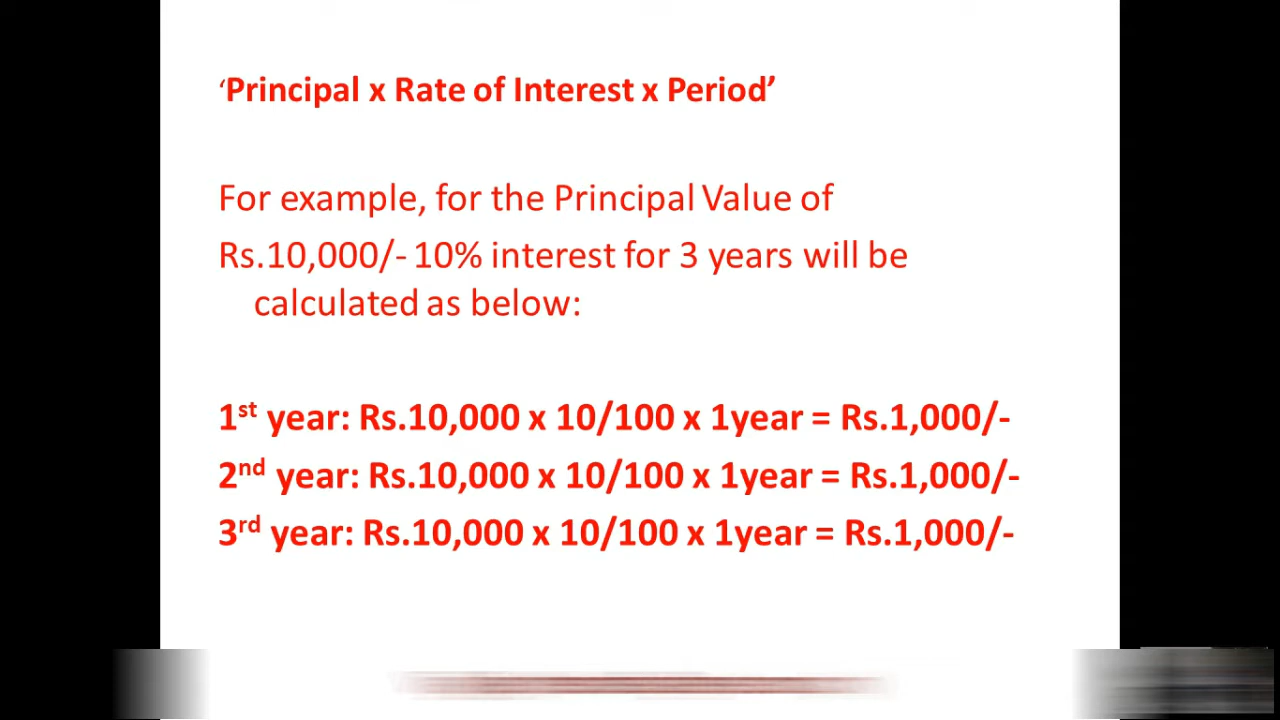 ‘Principal x Rate of Interest x Period’
For example, for the Principal Value of
Rs.10,000/- 10% interest for 3 years will be
calculated as below:
1st year: Rs.10,000 x 10/100 x 1year = Rs.1,000/-
2nd year: Rs.10,000 x 10/100 x 1year = Rs.1,000/-
3rd year: Rs.10,000 x 10/100 x 1year = Rs.1,000/-